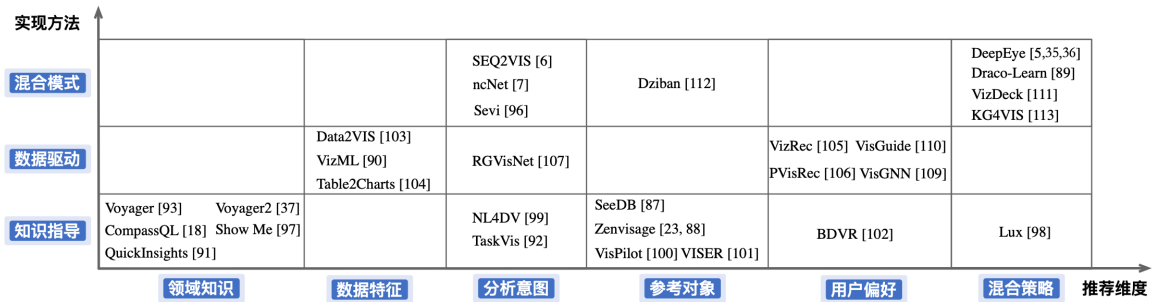 实现方法
混合模式
SEQ2VIS [6]
ncNet [7]
Sevi [96]
Dziban [112]
DeepEye [5,35,36]
Draco-Learn [89]
VizDeck [111]
KG4VIS [113]
数据驱动
Data2VIS [103]
VizML [90]
Table2Charts [104]
RGVisNet [107]
VizRec [105] VisGuide [110]
PVisRec [106] VisGNN [109]
知识指导
Voyager [93] Voyager2 [37]
CompassQL [18] Show Me [97]
QuickInsights [91]
NL4DV [99]
TaskVis [92]
SeeDB [87]
Zenvisage [23, 88]
VisPilot [100] VISER [101]
BDVR [102]
Lux [98]
领域知识 数据特征 分析意图 参考对象 用户偏好 混合策略 推荐维度